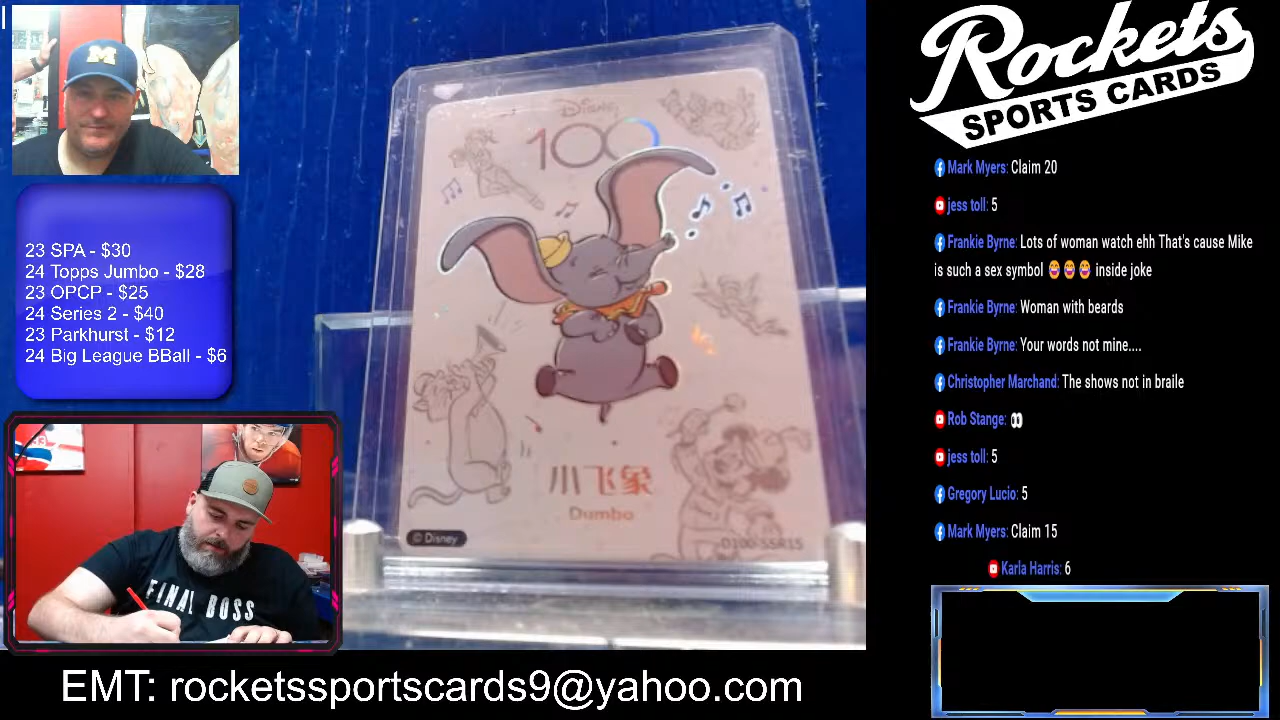 M
23 SPA - $30
24 Topps Jumbo - $28
23 OPCP - $25
24 Series 2 - $40
23 Parkhurst - $12
24 Big League BBall - $6
FINAL BOSS
Disney
100
小飞象
Dumbo
© Disney
D100-SSR15
Rockets
SPORTS CARDS
Mark Myers: Claim 20
jess toll: 5
Frankie Byrne: Lots of woman watch ehh That's cause Mike
is such a sex symbol 😂😂😂 inside joke
Frankie Byrne: Woman with beards
Frankie Byrne: Your words not mine....
Christopher Marchand: The shows not in braile
Rob Stange: 👀
jess toll: 5
Gregory Lucio: 5
Mark Myers: Claim 15
Karla Harris: 6
EMT: rocketssportscards9@yahoo.com